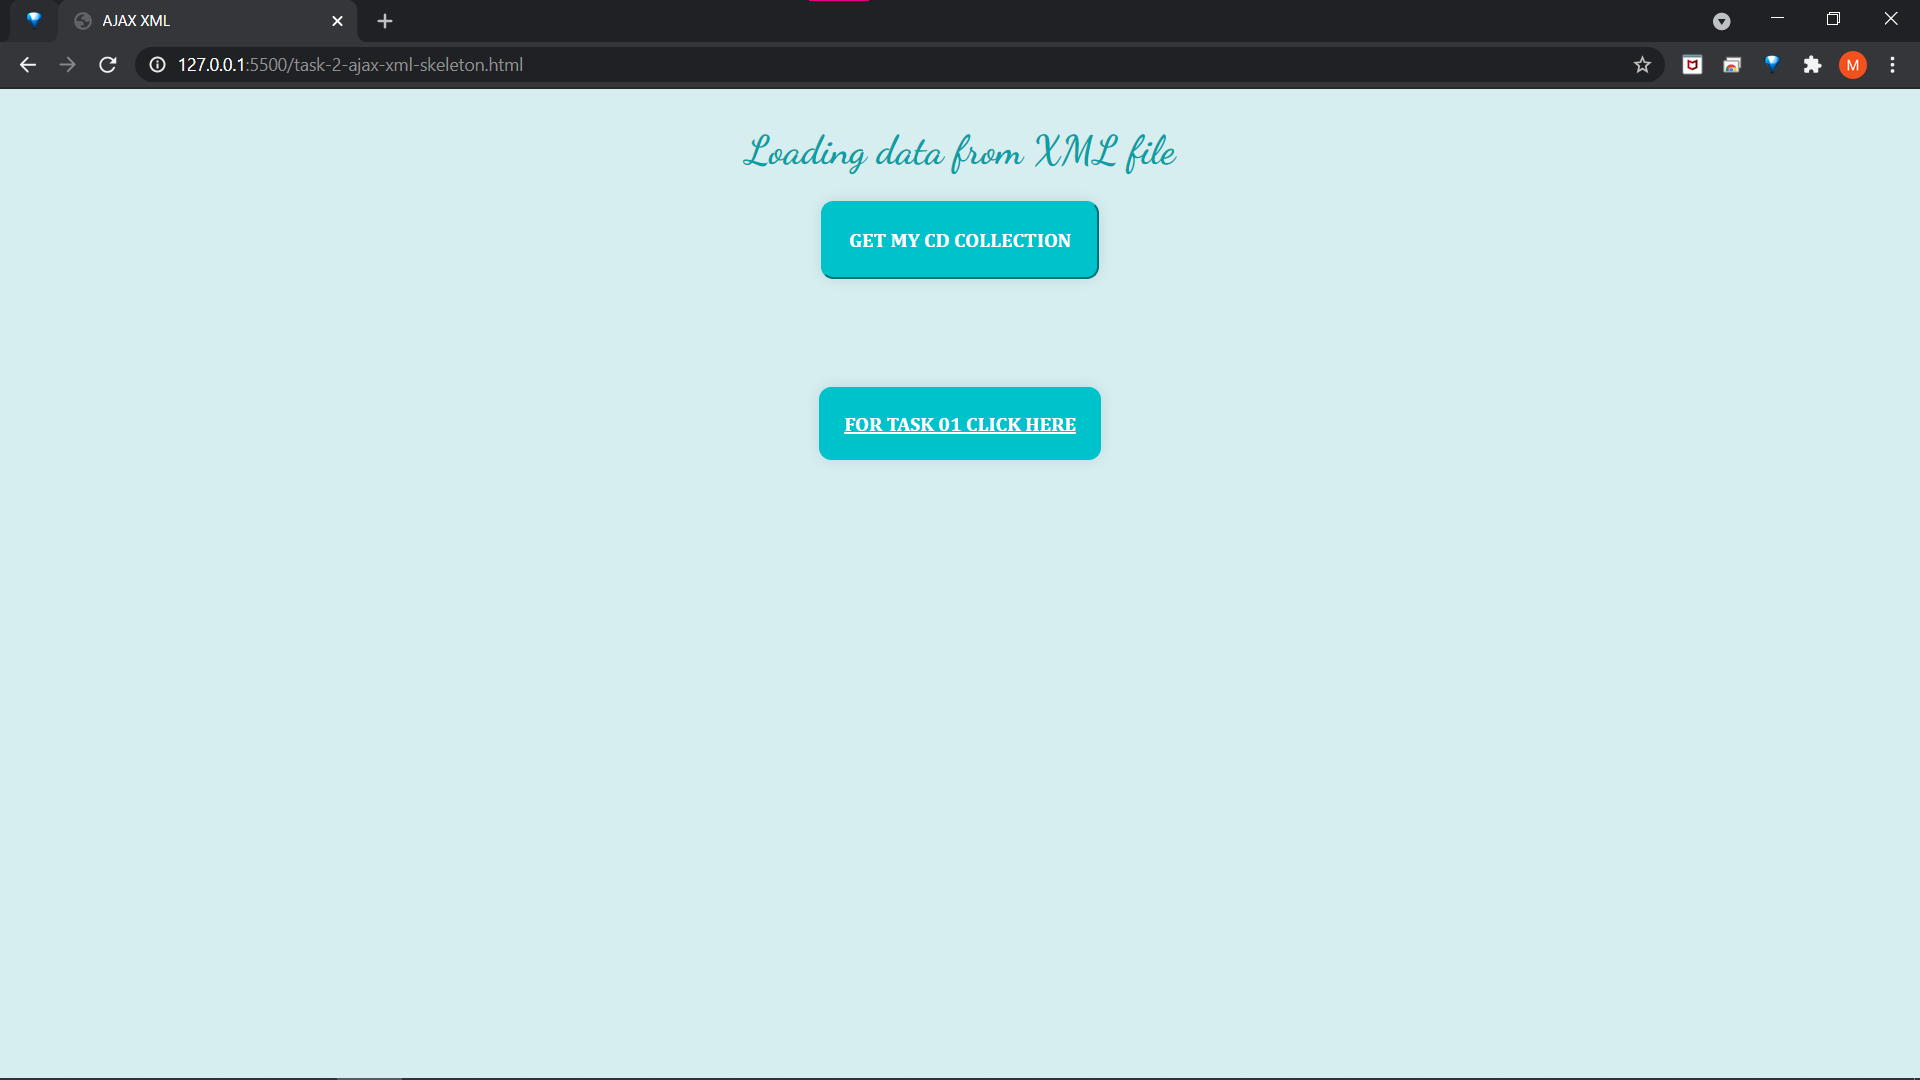 AJAX XML
127.0.0.1:5500/task-2-ajax-xml-skeleton.html
M
Loading data from XML file
GET MY CD COLLECTION
FOR TASK 01 CLICK HERE